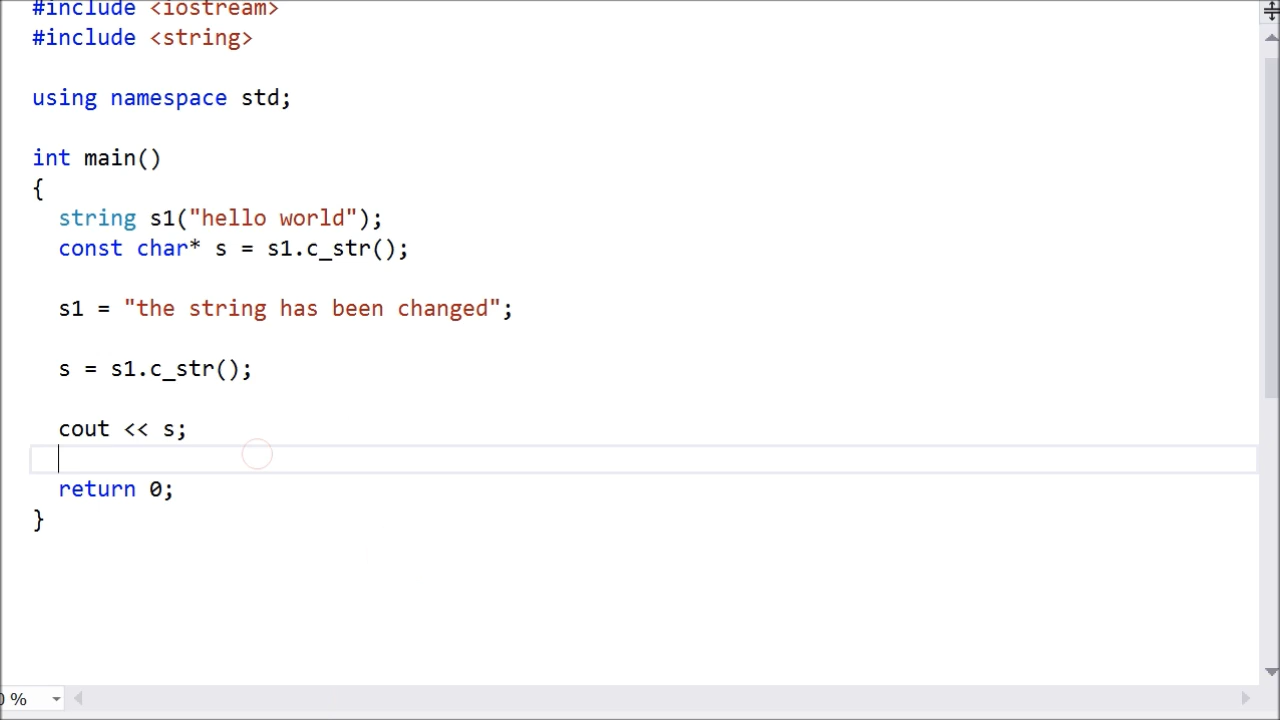 #include <iostream>
#include <string>
using namespace std;
int main()
{
string s1("hello world");
const char* s = s1.c_str();
s1 = "the string has been changed";
s = s1.c_str();
cout << s;
return 0;
}
%